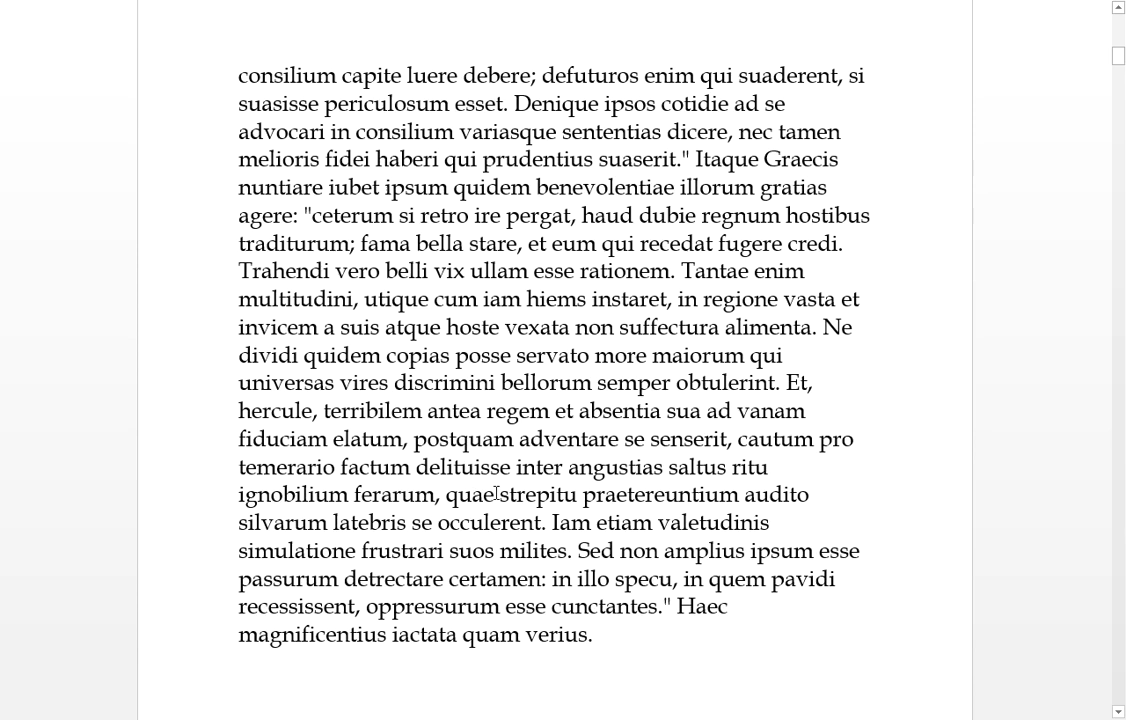 consilium capite luere debere; defuturos enim qui suaderent, si
suasisse periculosum esset. Denique ipsos cotidie ad se
advocari in consilium variasque sententias dicere, nec tamen
melioris fidei haberi qui prudentius suaserit." Itaque Graecis
nuntiare iubet ipsum quidem benevolentiae illorum gratias
agere: "ceterum si retro ire pergat, haud dubie regnum hostibus
traditurum; fama bella stare, et eum qui recedat fugere credi.
Trahendi vero belli vix ullam esse rationem. Tantae enim
multitudini, utique cum iam hiems instaret, in regione vasta et
invicem a suis atque hoste vexata non suffectura alimenta. Ne
dividi quidem copias posse servato more maiorum qui
universas vires discrimini bellorum semper obtulerint. Et,
hercule, terribilem antea regem et absentia sua ad vanam
fiduciam elatum, postquam adventare se senserit, cautum pro
temerario factum delituisse inter angustias saltus ritu
ignobilium ferarum, quae strepitu praetereuntium audito
silvarum latebris se occulerent. Iam etiam valetudinis
simulatione frustrari suos milites. Sed non amplius ipsum esse
passurum detrectare certamen: in illo specu, in quem pavidi
recessissent, oppressurum esse cunctantes." Haec
magnificentius iactata quam verius.